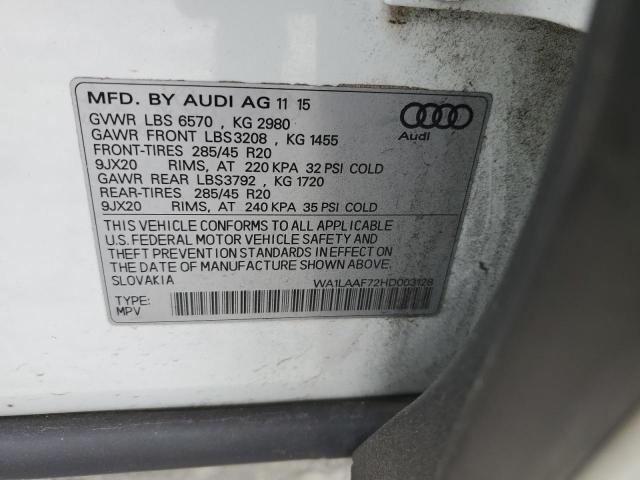 MFD. BY AUDI AG 11 15
GVWR LBS 6570 , KG 2980
GAWR FRONT LBS3208 , KG 1455
FRONT-TIRES 285/45 R20
9JX20 RIMS, AT 220 KPA 32 PSI COLD
GAWR REAR LBS3792 , KG 1720
REAR-TIRES 285/45 R20
9JX20 RIMS, AT 240 KPA 35 PSI COLD
Audi
THIS VEHICLE CONFORMS TO ALL APPLICABLE
U.S. FEDERAL MOTOR VEHICLE SAFETY AND
THEFT PREVENTION STANDARDS IN EFFECT ON
THE DATE OF MANUFACTURE SHOWN ABOVE.
SLOVAKIA WA1LAAF72HD003128
TYPE:
MPV